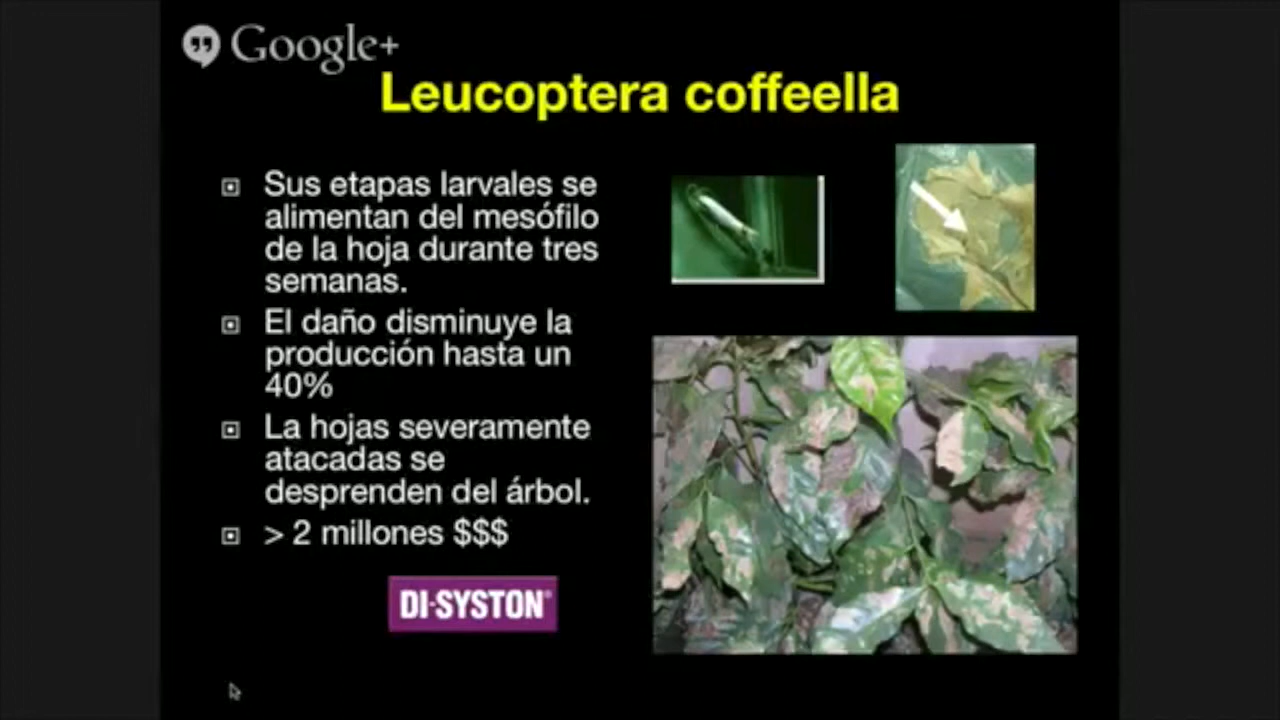 Google+
Leucoptera coffeella
Sus etapas larvales se
alimentan del mesófilo
de la hoja durante tres
semanas.
El daño disminuye la
producción hasta un
40%
La hojas severamente
atacadas se
desprenden del árbol.
> 2 millones $$$
DI-SYSTON®